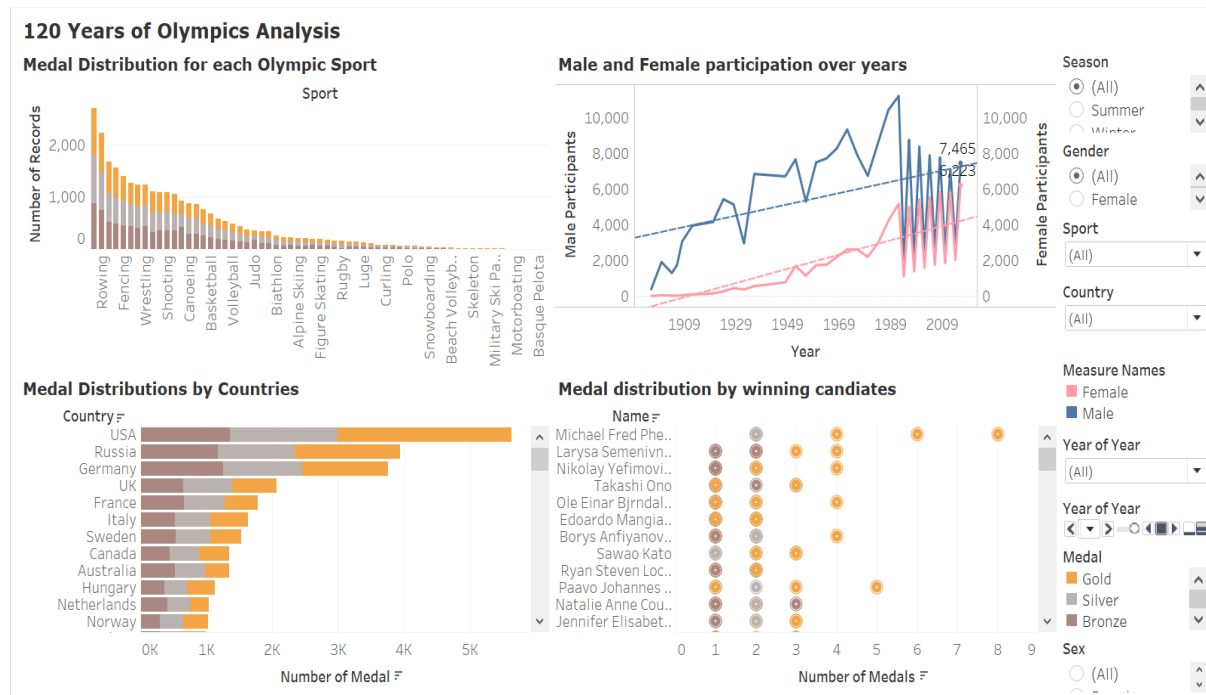 120 Years of Olympics Analysis
Medal Distribution for each Olympic Sport
Sport
Number of Records
2,000
1,000
0
Rowing
Fencing
Wrestling
Shooting
Canoeing
Basketball
Volleyball
Judo
Biathlon
Alpine Skiing
Figure Skating
Rugby
Luge
Curling
Polo
Snowboarding
Beach Volleyb..
Skeleton
Military Ski Pa..
Motorboating
Basque Pelota
Male and Female participation over years
Male Participants
10,000
8,000
6,000
4,000
2,000
0
7,465
6,223
10,000
8,000
6,000
4,000
2,000
0
Female Participants
1909 1929 1949 1969 1989 2009
Year
Medal Distributions by Countries
Country
USA
Russia
Germany
UK
France
Italy
Sweden
Canada
Australia
Hungary
Netherlands
Norway
0K 1K 2K 3K 4K 5K
Number of Medal
Medal distribution by winning candiates
Name
Michael Fred Phe..
Larysa Semenivn..
Nikolay Yefimovi..
Takashi Ono
Ole Einar Bjrndal..
Edoardo Mangia..
Borys Anfiyanov..
Sawao Kato
Ryan Steven Loc..
Paavo Johannes ..
Natalie Anne Cou..
Jennifer Elisabet..
0 1 2 3 4 5 6 7 8 9
Number of Medals
Season
(All)
Summer
Winter
Gender
(All)
Female
Sport
(All)
Country
(All)
Measure Names
Female
Male
Year of Year
(All)
Year of Year
Medal
Gold
Silver
Bronze
Sex
(All)